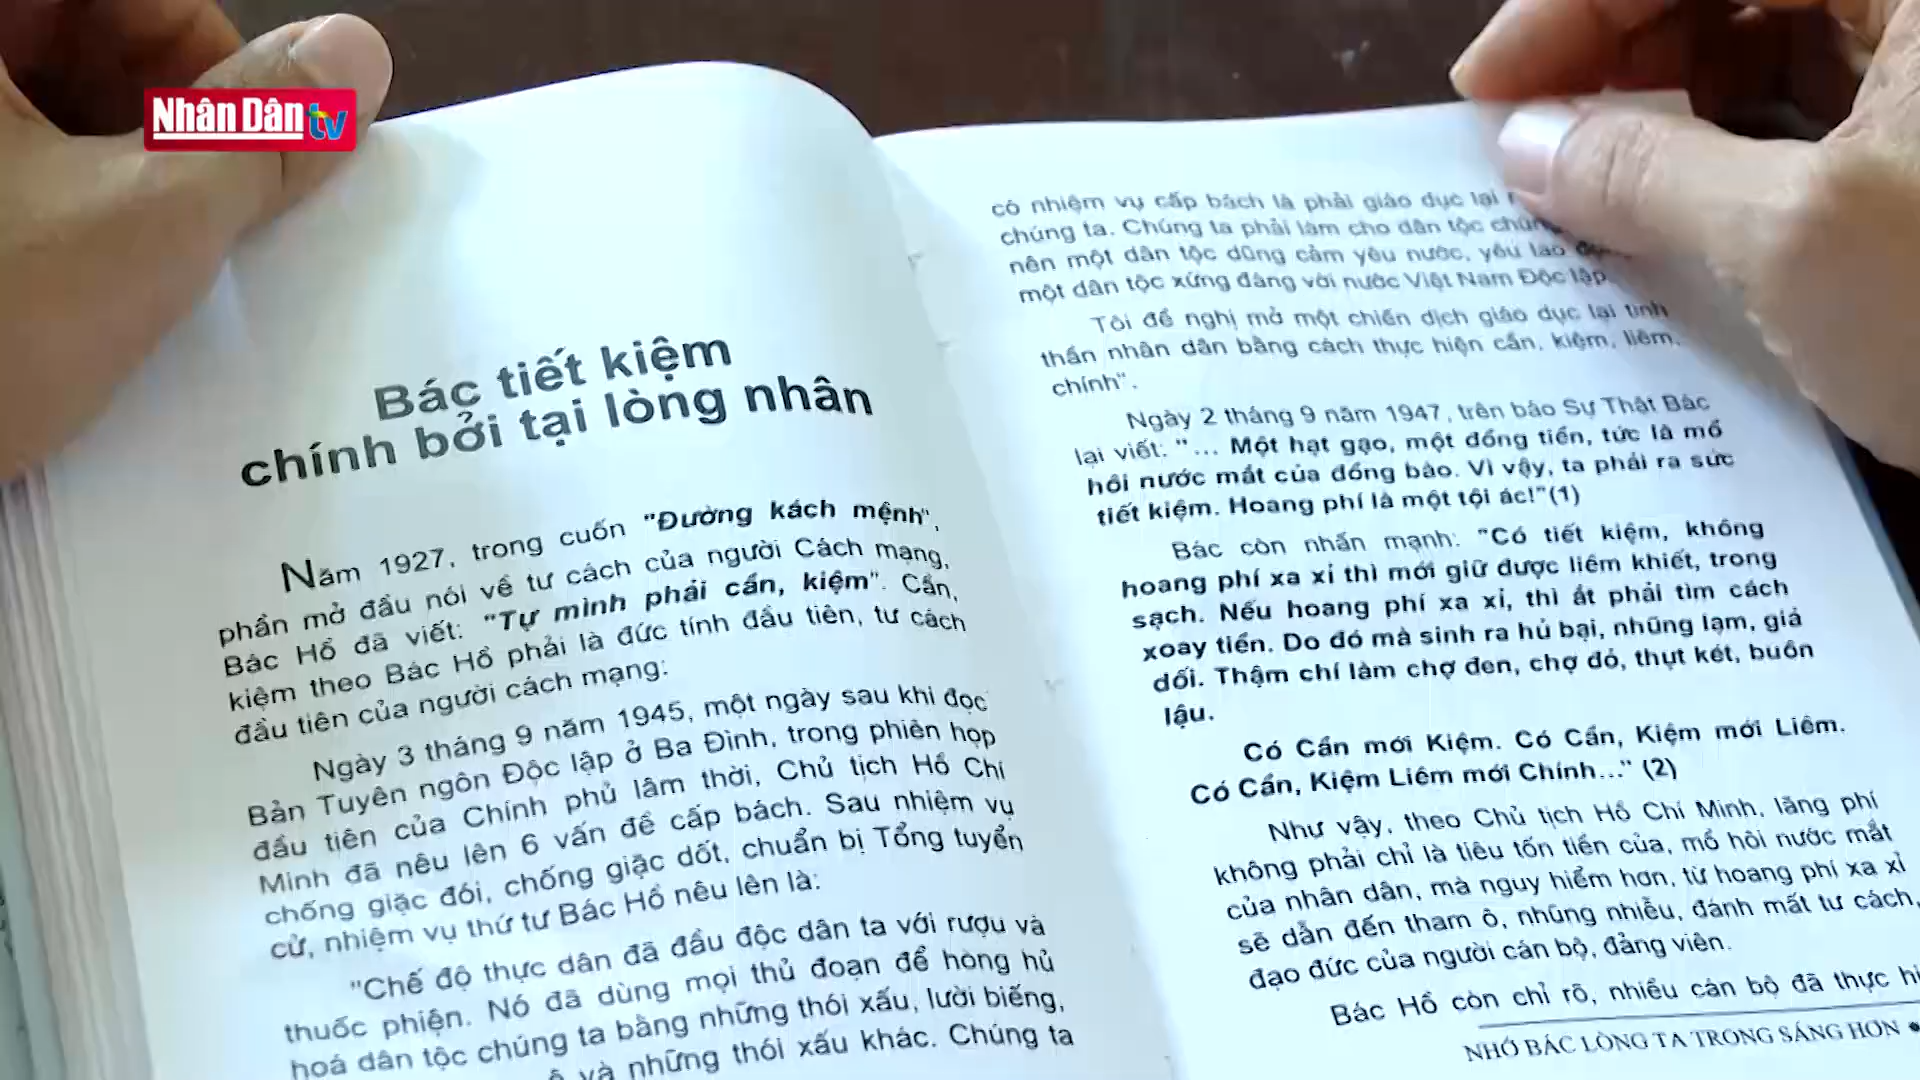 Nhân Dân tv
Bác tiết kiệm
chính bởi tại lòng nhân
Năm 1927, trong cuốn "Đường kách mệnh",
phần mở đầu nói về tư cách của người Cách mạng,
Bác Hồ đã viết: "Tự mình phải cần, kiệm". Cần,
kiệm theo Bác Hồ phải là đức tính đầu tiên, tư cách
đầu tiên của người cách mạng:
Ngày 3 tháng 9 năm 1945, một ngày sau khi đọc
Bản Tuyên ngôn Độc lập ở Ba Đình, trong phiên họp
đầu tiên của Chính phủ lâm thời, Chủ tịch Hồ Chí
Minh đã nêu lên 6 vấn đề cấp bách. Sau nhiệm vụ
chống giặc đói, chống giặc dốt, chuẩn bị Tổng tuyển
cử, nhiệm vụ thứ tư Bác Hồ nêu lên là:
"Chế độ thực dân đã đầu độc dân ta với rượu và
thuốc phiện. Nó đã dùng mọi thủ đoạn để hòng hủ
hoá dân tộc chúng ta bằng những thói xấu, lười biếng,
và những thói xấu khác. Chúng ta
có nhiệm vụ cấp bách là phải giáo dục lại
chúng ta. Chúng ta phải làm cho dân tộc
nên một dân tộc dũng cảm yêu nước, yêu lao
một dân tộc xứng đáng với nước Việt Nam Độc lập.
Tôi đề nghị mở một chiến dịch giáo dục lại tinh
thần nhân dân bằng cách thực hiện cần, kiệm, liêm,
chính".
Ngày 2 tháng 9 năm 1947, trên báo Sự Thật Bác
lại viết: "... Một hạt gạo, một đồng tiền, tức là mồ
hôi nước mắt của đồng bào. Vì vậy, ta phải ra sức
tiết kiệm. Hoang phí là một tội ác!"(1)
Bác còn nhấn mạnh: "Có tiết kiệm, không
hoang phí xa xỉ thì mới giữ được liêm khiết, trong
sạch. Nếu hoang phí xa xỉ, thì ắt phải tìm cách
xoay tiền. Do đó mà sinh ra hủ bại, nhũng lạm, giả
dối. Thậm chí làm chợ đen, chợ đỏ, thụt két, buôn
lậu.
Có Cần mới Kiệm. Có Cần, Kiệm mới Liêm.
Có Cần, Kiệm Liêm mới Chính..." (2)
Như vậy, theo Chủ tịch Hồ Chí Minh, lãng phí
không phải chỉ là tiêu tốn tiền của, mồ hôi nước mắt
của nhân dân, mà nguy hiểm hơn, từ hoang phí xa xỉ
sẽ dẫn đến tham ô, nhũng nhiễu, đánh mất tư cách,
đạo đức của người cán bộ, đảng viên.
Bác Hồ còn chỉ rõ, nhiều cán bộ đã thực
NHỚ BÁC LÒNG TA TRONG SÁNG HƠN